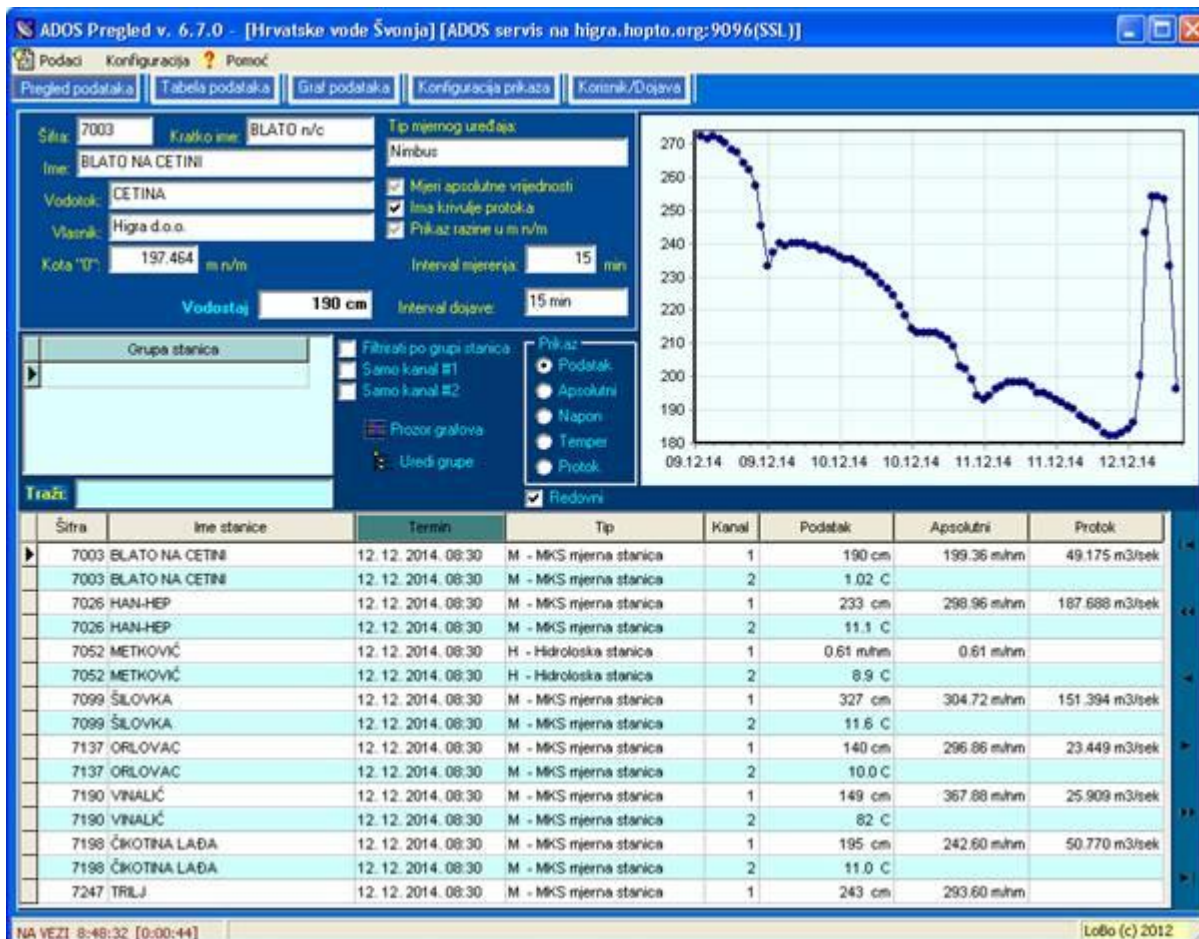 ADOS Pregled v. 6.7.0 - [Hrvatske vode Švonja] [ADOS servis na higra.hopto.org:9096(SSL)]
Podaci Konfiguracija ? Pomoć
Pregled podataka Tabela podataka Graf podataka Konfiguracija prikaza Korisnik/Dojava
Šifra: 7003 Kratko ime: BLATO n/c Tip mjernog uređaja:
Nimbus
Ime: BLATO NA CETINI
Vodotok: CETINA
Mjeri apsolutne vrijednosti
Ima krivulje protoka
Vlasnik: Higra d.o.o. Prikaz razine u m n/m
Kota "0": 197.464 m n/m Interval mjerenja: 15 min
Vodostaj 190 cm Interval dojave: 15 min
270
260
250
240
230
220
210
200
190
180
09.12.14 09.12.14 10.12.14 10.12.14 11.12.14 11.12.14 12.12.14
Grupa stanica
Filtrirati po grupi stanica
Samo kanal #1
Samo kanal #2
Prozor grafova
Uredi grupe
Prikaz
Podatak
Apsolutni
Napon
Temper
Protok
Redovni
Traži:
Šifra Ime stanice Termin Tip Kanal Podatak Apsolutni Protok
7003 BLATO NA CETINI 12. 12. 2014. 08:30 M - MKS mjerna stanica 1 190 cm 199.36 m/nm 49.175 m3/sek
7003 BLATO NA CETINI 12. 12. 2014. 08:30 M - MKS mjerna stanica 2 1.02 C
7026 HAN-HEP 12. 12. 2014. 08:30 M - MKS mjerna stanica 1 233 cm 298.96 m/nm 187.688 m3/sek
7026 HAN-HEP 12. 12. 2014. 08:30 M - MKS mjerna stanica 2 11.1 C
7052 METKOVIĆ 12. 12. 2014. 08:30 H - Hidroloska stanica 1 0.61 m/nm 0.61 m/nm
7052 METKOVIĆ 12. 12. 2014. 08:30 H - Hidroloska stanica 2 8.9 C
7099 ŠILOVKA 12. 12. 2014. 08:30 M - MKS mjerna stanica 1 327 cm 304.72 m/nm 151.394 m3/sek
7099 ŠILOVKA 12. 12. 2014. 08:30 M - MKS mjerna stanica 2 11.6 C
7137 ORLOVAC 12. 12. 2014. 08:30 M - MKS mjerna stanica 1 140 cm 296.86 m/nm 23.449 m3/sek
7137 ORLOVAC 12. 12. 2014. 08:30 M - MKS mjerna stanica 2 10.0 C
7190 VINALIĆ 12. 12. 2014. 08:30 M - MKS mjerna stanica 1 149 cm 367.88 m/nm 25.909 m3/sek
7190 VINALIĆ 12. 12. 2014. 08:30 M - MKS mjerna stanica 2 82 C
7198 ČIKOTINA LAĐA 12. 12. 2014. 08:30 M - MKS mjerna stanica 1 195 cm 242.60 m/nm 50.770 m3/sek
7198 ČIKOTINA LAĐA 12. 12. 2014. 08:30 M - MKS mjerna stanica 2 11.0 C
7247 TRILJ 12. 12. 2014. 08:30 M - MKS mjerna stanica 1 243 cm 293.60 m/nm
NA VEZI 8:48:32 [0:00:44] LoBo (c) 2012